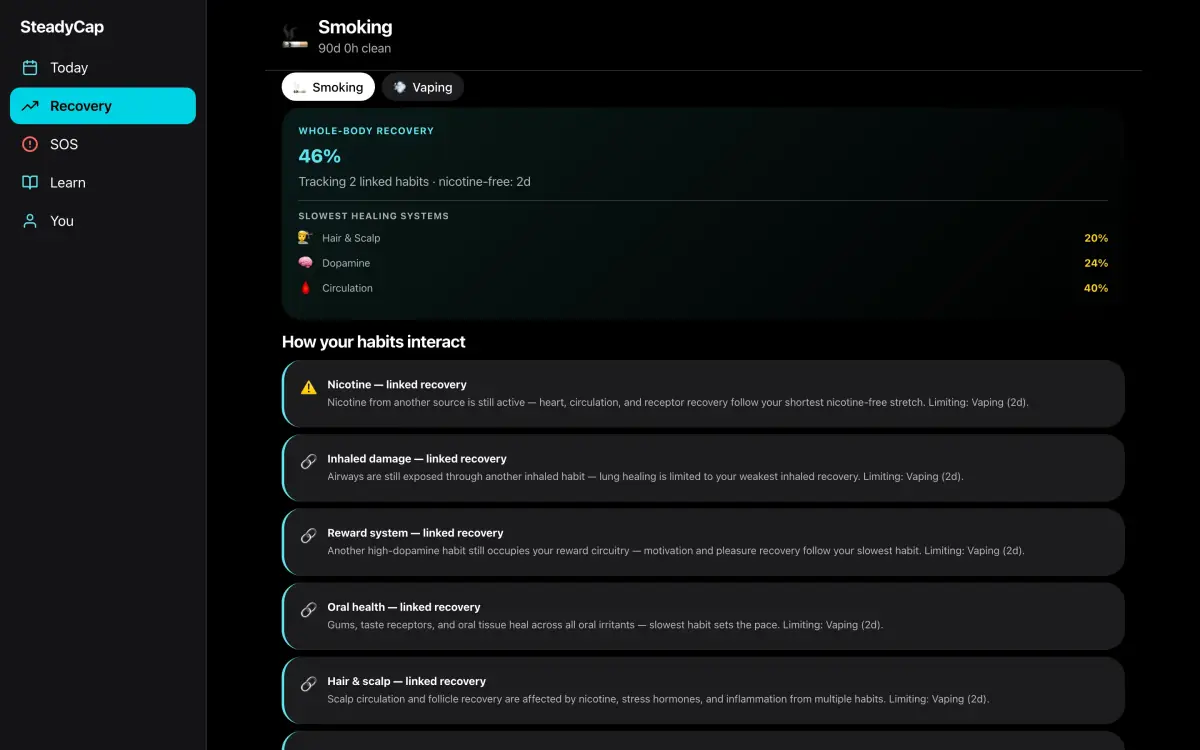 SteadyCap
Today
Recovery
SOS
Learn
You
Smoking
90d 0h clean
Smoking
Vaping
WHOLE-BODY RECOVERY
46%
Tracking 2 linked habits · nicotine-free: 2d
SLOWEST HEALING SYSTEMS
Hair & Scalp 20%
Dopamine 24%
Circulation 40%
How your habits interact
Nicotine — linked recovery
Nicotine from another source is still active — heart, circulation, and receptor recovery follow your shortest nicotine-free stretch. Limiting: Vaping (2d).
Inhaled damage — linked recovery
Airways are still exposed through another inhaled habit — lung healing is limited to your weakest inhaled recovery. Limiting: Vaping (2d).
Reward system — linked recovery
Another high-dopamine habit still occupies your reward circuitry — motivation and pleasure recovery follow your slowest habit. Limiting: Vaping (2d).
Oral health — linked recovery
Gums, taste receptors, and oral tissue heal across all oral irritants — slowest habit sets the pace. Limiting: Vaping (2d).
Hair & scalp — linked recovery
Scalp circulation and follicle recovery are affected by nicotine, stress hormones, and inflammation from multiple habits. Limiting: Vaping (2d).